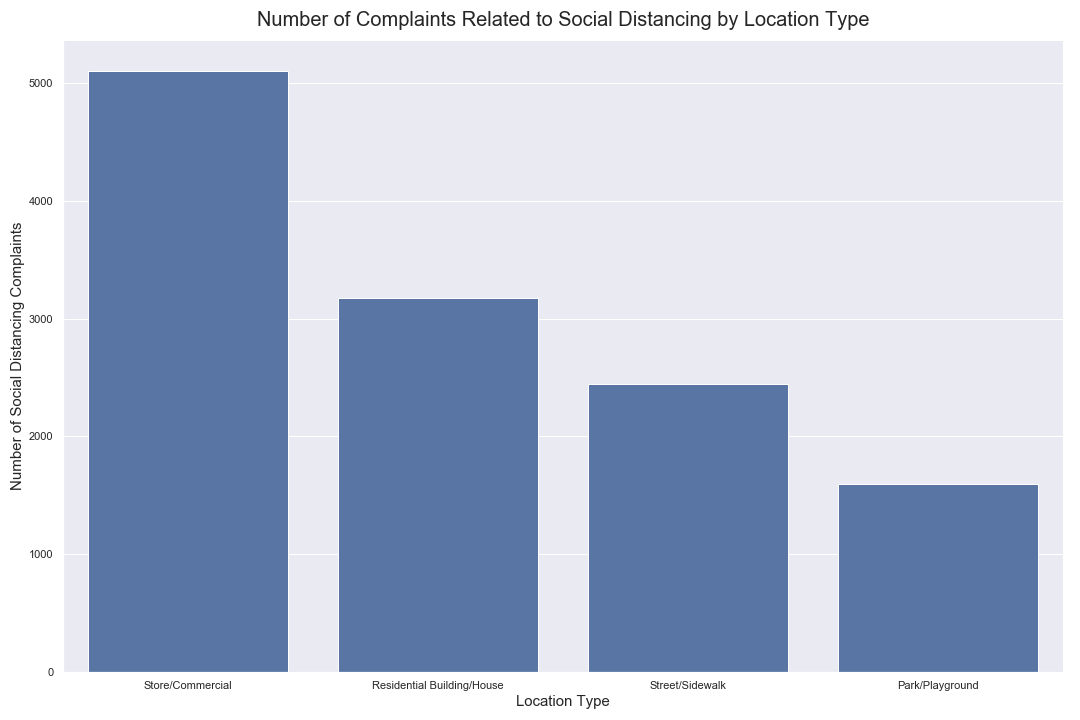 Number of Complaints Related to Social Distancing by Location Type
Number of Social Distancing Complaints
5000
4000
3000
2000
1000
0
Store/Commercial
Residential Building/House
Street/Sidewalk
Park/Playground
Location Type